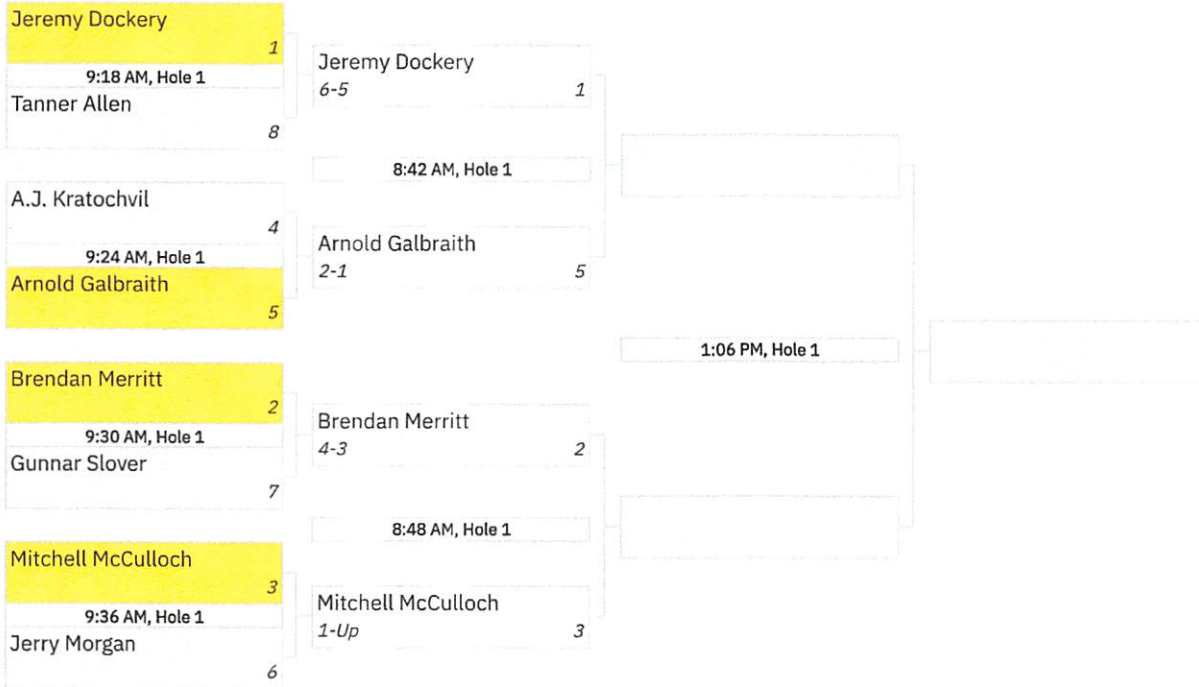 Jeremy Dockery
1
9:18 AM, Hole 1
Tanner Allen
8
A.J. Kratochvil
4
9:24 AM, Hole 1
Arnold Galbraith
5
Brendan Merritt
2
9:30 AM, Hole 1
Gunnar Slover
7
Mitchell McCulloch
3
9:36 AM, Hole 1
Jerry Morgan
6
Jeremy Dockery
6-5 1
8:42 AM, Hole 1
Arnold Galbraith
2-1 5
Brendan Merritt
4-3 2
8:48 AM, Hole 1
Mitchell McCulloch
1-Up 3
1:06 PM, Hole 1